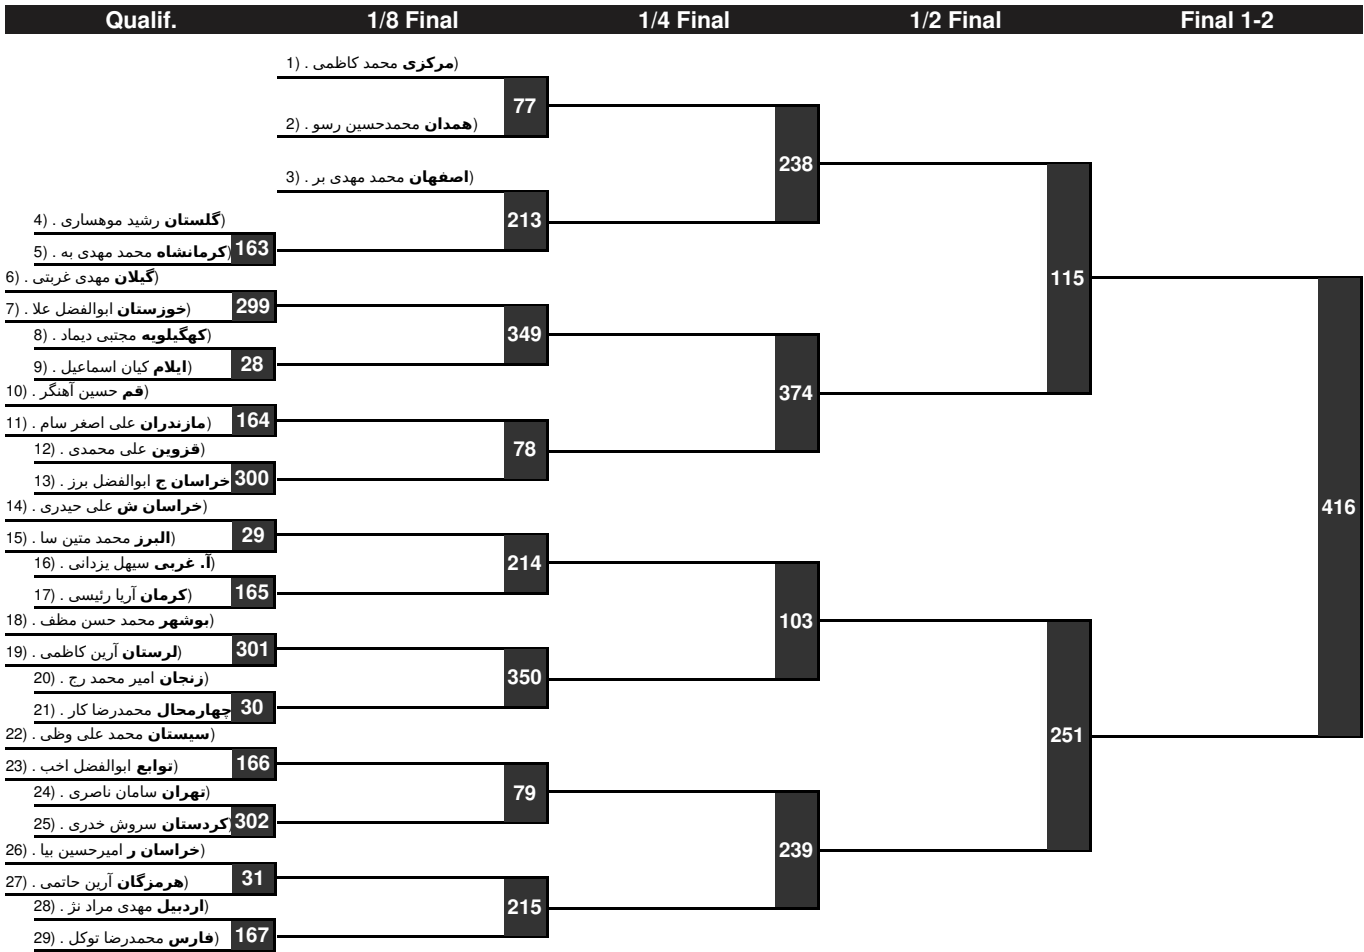 Qualif. 1/8 Final 1/4 Final 1/2 Final Final 1-2
1) . مرکزی محمد کاظمی)
77
2) . همدان محمدحسین رسو)
238
3) . اصفهان محمد مهدی بر)
213
4) . گلستان رشید موهساری)
163
5) . کرمانشاه محمد مهدی به)
6) . گیلان مهدی غربتی)
115
299
7) . خوزستان ابوالفضل علا)
349
8) . کهگیلویه مجتبی دیماد)
28
9) . ایلام کیان اسماعیل)
374
10) . قم حسین آهنگر)
164
11) . مازندران علی اصغر سام)
78
12) . قزوین علی محمدی)
300
13) . خراسان ج ابوالفضل برز
14) . خراسان ش علی حیدری)
416
29
15) . البرز محمد متین سا)
214
16) . آ. غربی سیهل یزدانی)
165
17) . کرمان آریا رئیسی)
103
18) . بوشهر محمد حسن مظف)
301
19) . لرستان آرین کاظمی)
350
20) . زنجان امیر محمد رج)
30
21) . چهارمحال محمدرضا کار
22) . سیستان محمد علی وظی)
251
166
23) . توابع ابوالفضل اخب)
79
24) . تهران سامان ناصری)
302
25) . کردستان سروش خدری)
239
26) . خراسان ر امیرحسین بیا)
31
27) . هرمزگان آرین حاتمی)
215
28) . اردبیل مهدی مراد نژ)
167
29) . فارس محمدرضا توکل)